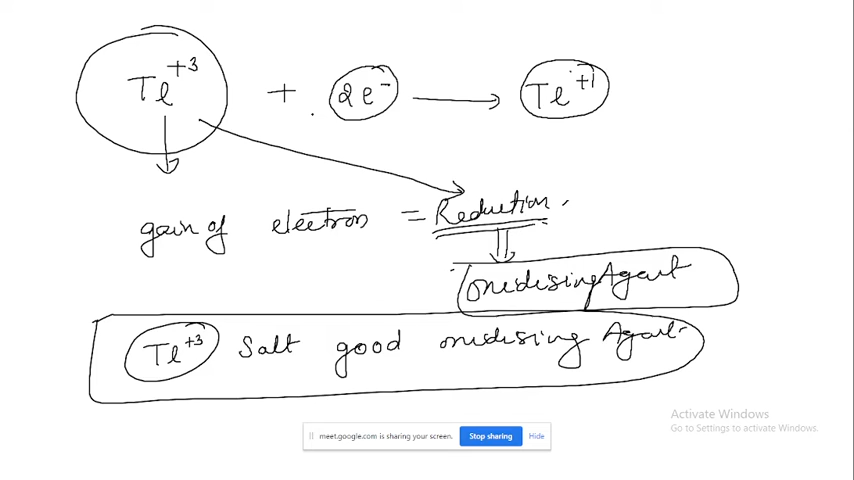 Tl+3 + 2e- → Tl+1
gain of electron = Reduction.
oxidising Agent
Tl+3 Salt good oxidising Agent
Activate Windows
Go to Settings to activate Windows.
meet.google.com is sharing your screen. Stop sharing Hide